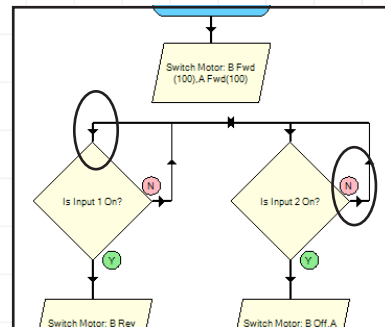 Switch Motor: B Fwd
(100),A Fwd(100)
Is Input 1 On?
N
Is Input 2 On?
N
Y
Y
Switch Motor: B Rev
Switch Motor: B Off,A